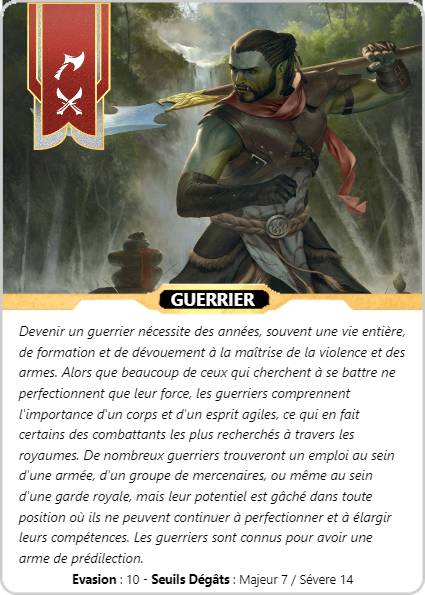 GUERRIER
Devenir un guerrier nécessite des années, souvent une vie entière,
de formation et de dévouement à la maîtrise de la violence et des
armes. Alors que beaucoup de ceux qui cherchent à se battre ne
perfectionnent que leur force, les guerriers comprennent
l'importance d'un corps et d'un esprit agiles, ce qui en fait
certains des combattants les plus recherchés à travers les
royaumes. De nombreux guerriers trouveront un emploi au sein
d'une armée, d'un groupe de mercenaires, ou même au sein
d'une garde royale, mais leur potentiel est gâché dans toute
position où ils ne peuvent continuer à perfectionner et à élargir
leurs compétences. Les guerriers sont connus pour avoir une
arme de prédilection.
Evasion : 10 - Seuils Dégâts : Majeur 7 / Sévere 14